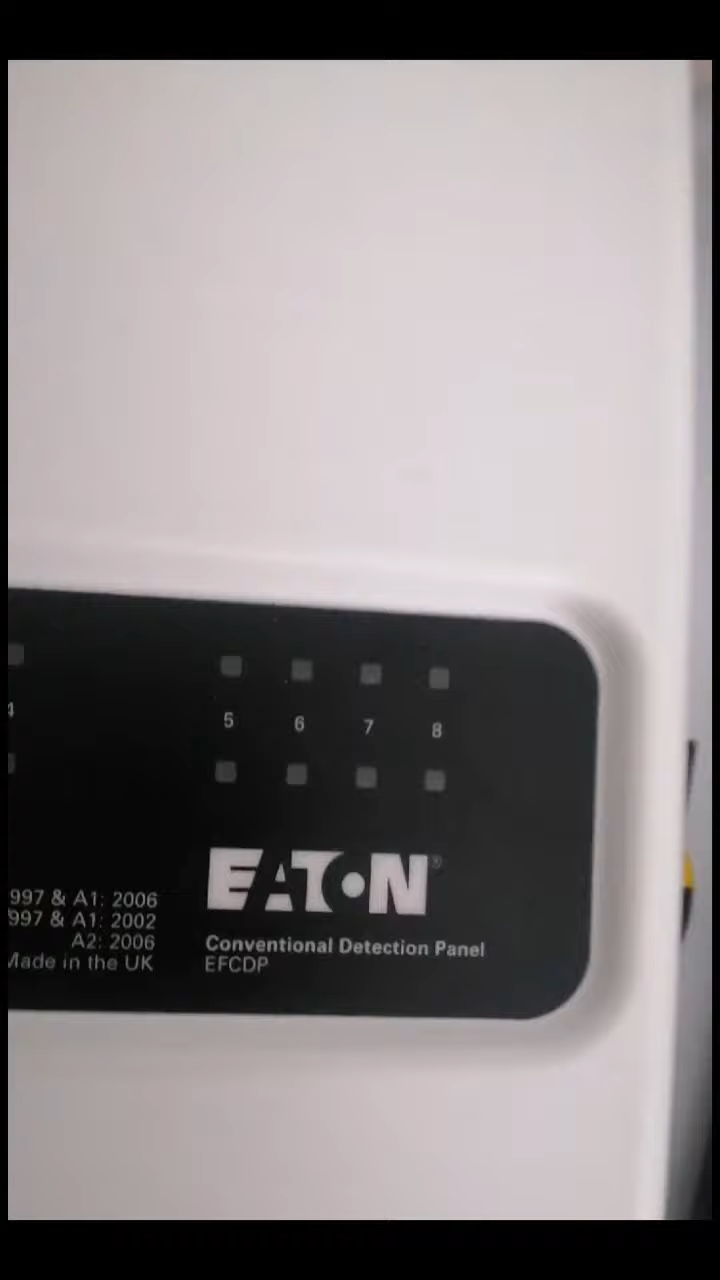 4
5 6 7 8
997 & A1: 2006
997 & A1: 2002
A2: 2006
Made in the UK
EATON®
Conventional Detection Panel
EFCDP